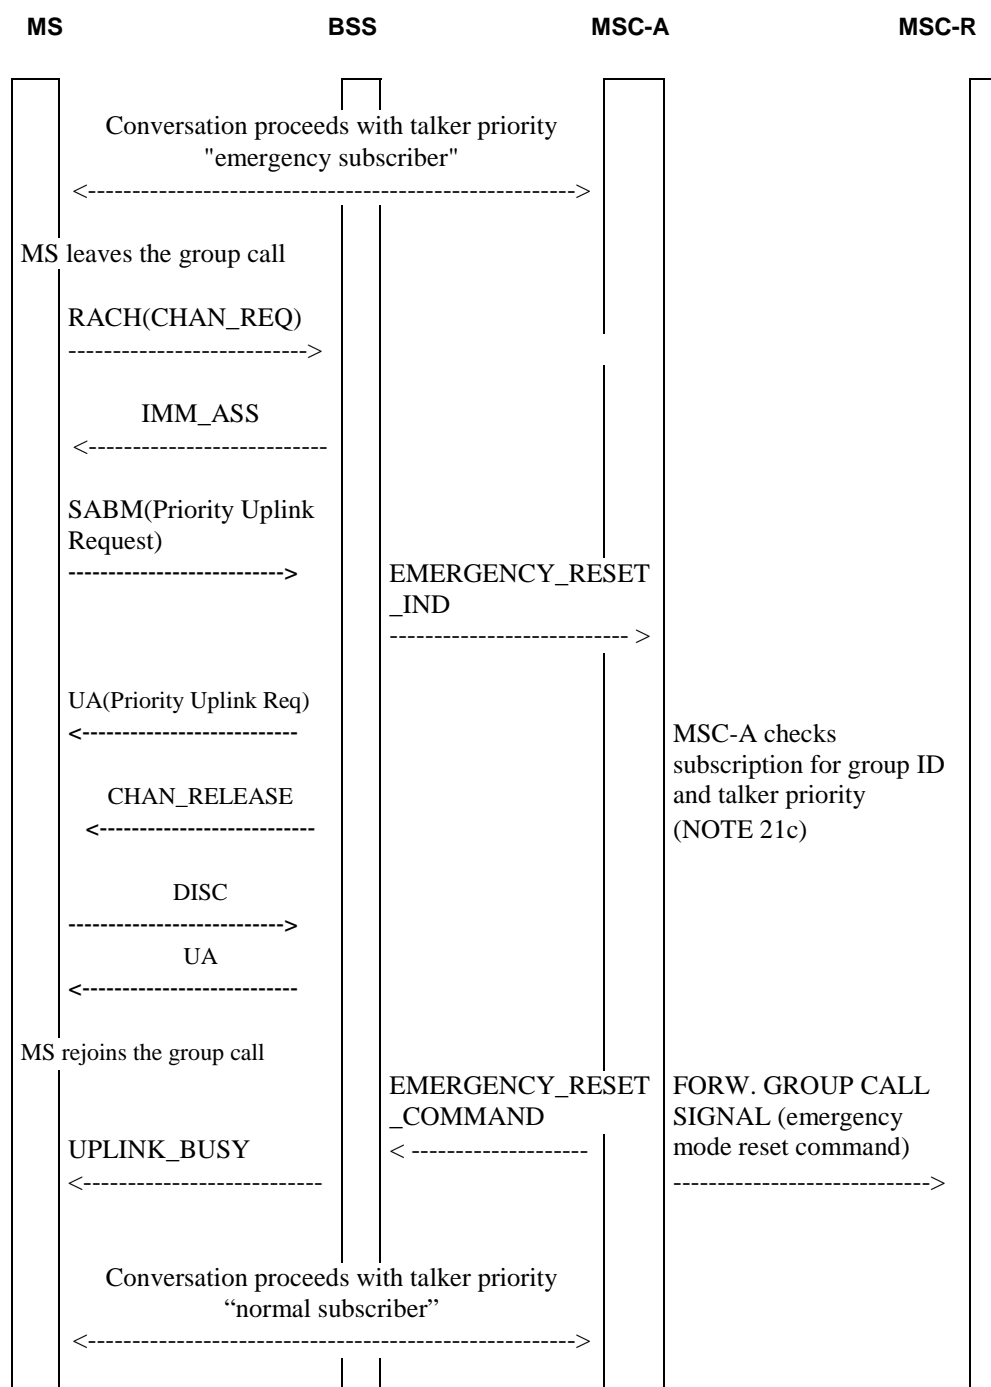 MS BSS MSC-A MSC-R
Conversation proceeds with talker priority
"emergency subscriber"
<------------------------------------------------------->
MS leaves the group call
RACH(CHAN_REQ)
--------------------------->
IMM_ASS
<---------------------------
SABM(Priority Uplink
Request)
--------------------------->
EMERGENCY_RESET
_IND
--------------------------- >
UA(Priority Uplink Req)
<---------------------------
MSC-A checks
subscription for group ID
and talker priority
(NOTE 21c)
CHAN_RELEASE
<---------------------------
DISC
--------------------------->
UA
<---------------------------
MS rejoins the group call
EMERGENCY_RESET
_COMMAND
< --------------------
FORW. GROUP CALL
SIGNAL (emergency
mode reset command)
----------------------------->
UPLINK_BUSY
<---------------------------
Conversation proceeds with talker priority
“normal subscriber”
<------------------------------------------------------->